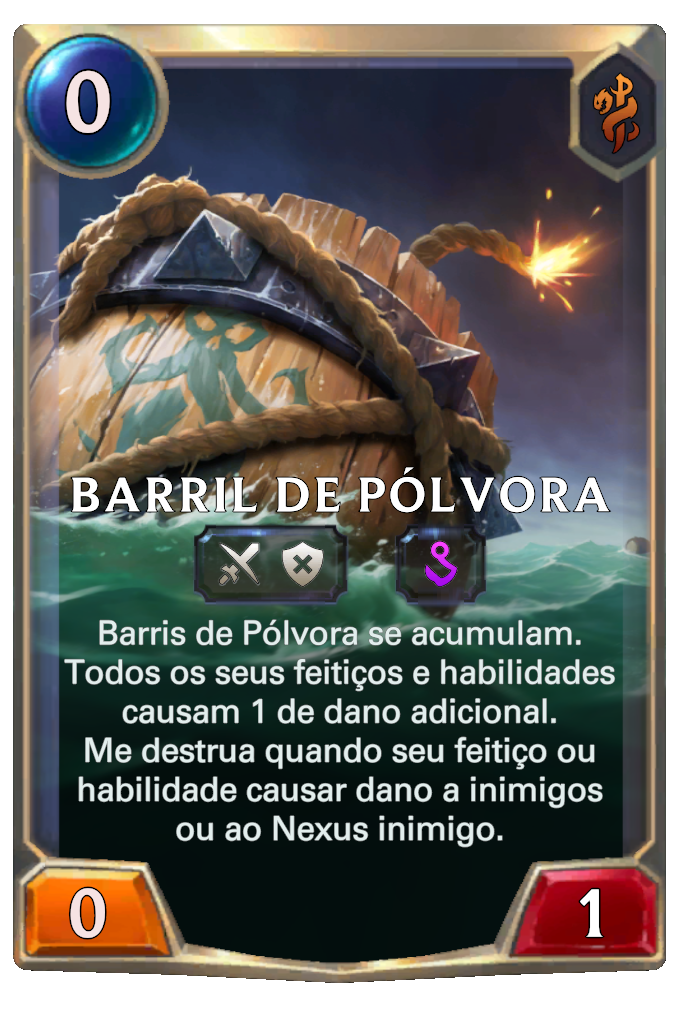 0
BARRIL DE PÓLVORA
Barris de Pólvora se acumulam.
Todos os seus feitiços e habilidades
causam 1 de dano adicional.
Me destrua quando seu feitiço ou
habilidade causar dano a inimigos
ou ao Nexus inimigo.
0
1